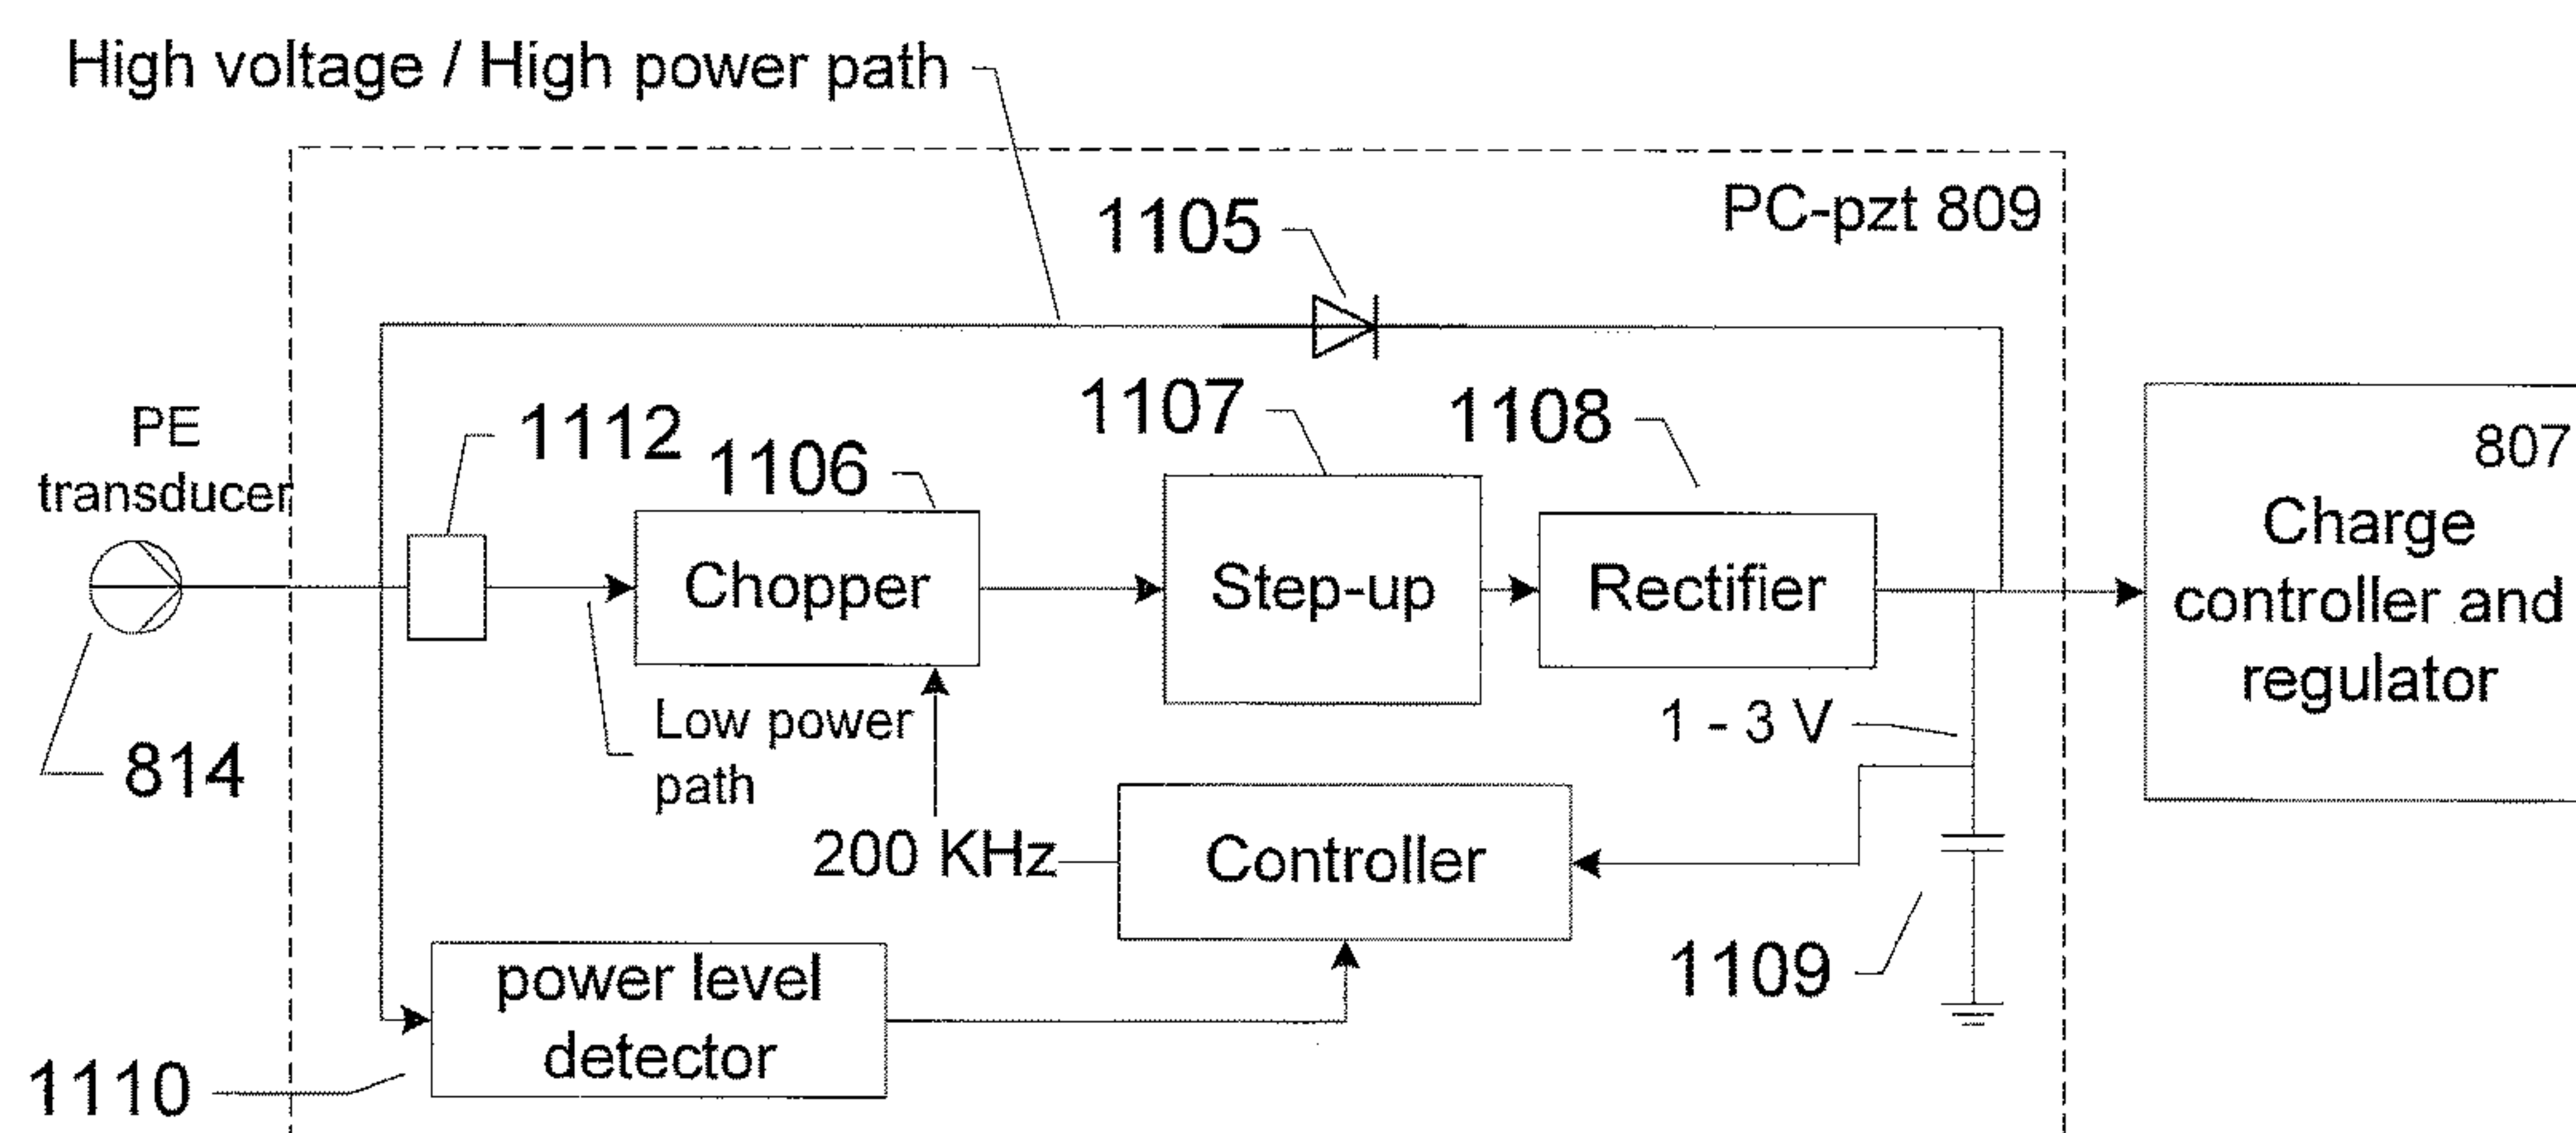 High voltage / High power path
PC-pzt 809
1105
1107
1108
PE
transducer
1112
1106
807
Chopper
Step-up
Rectifier
Charge
controller and
regulator
Low power
path
1 - 3 V
814
200 KHz
Controller
1109
power level
detector
1110